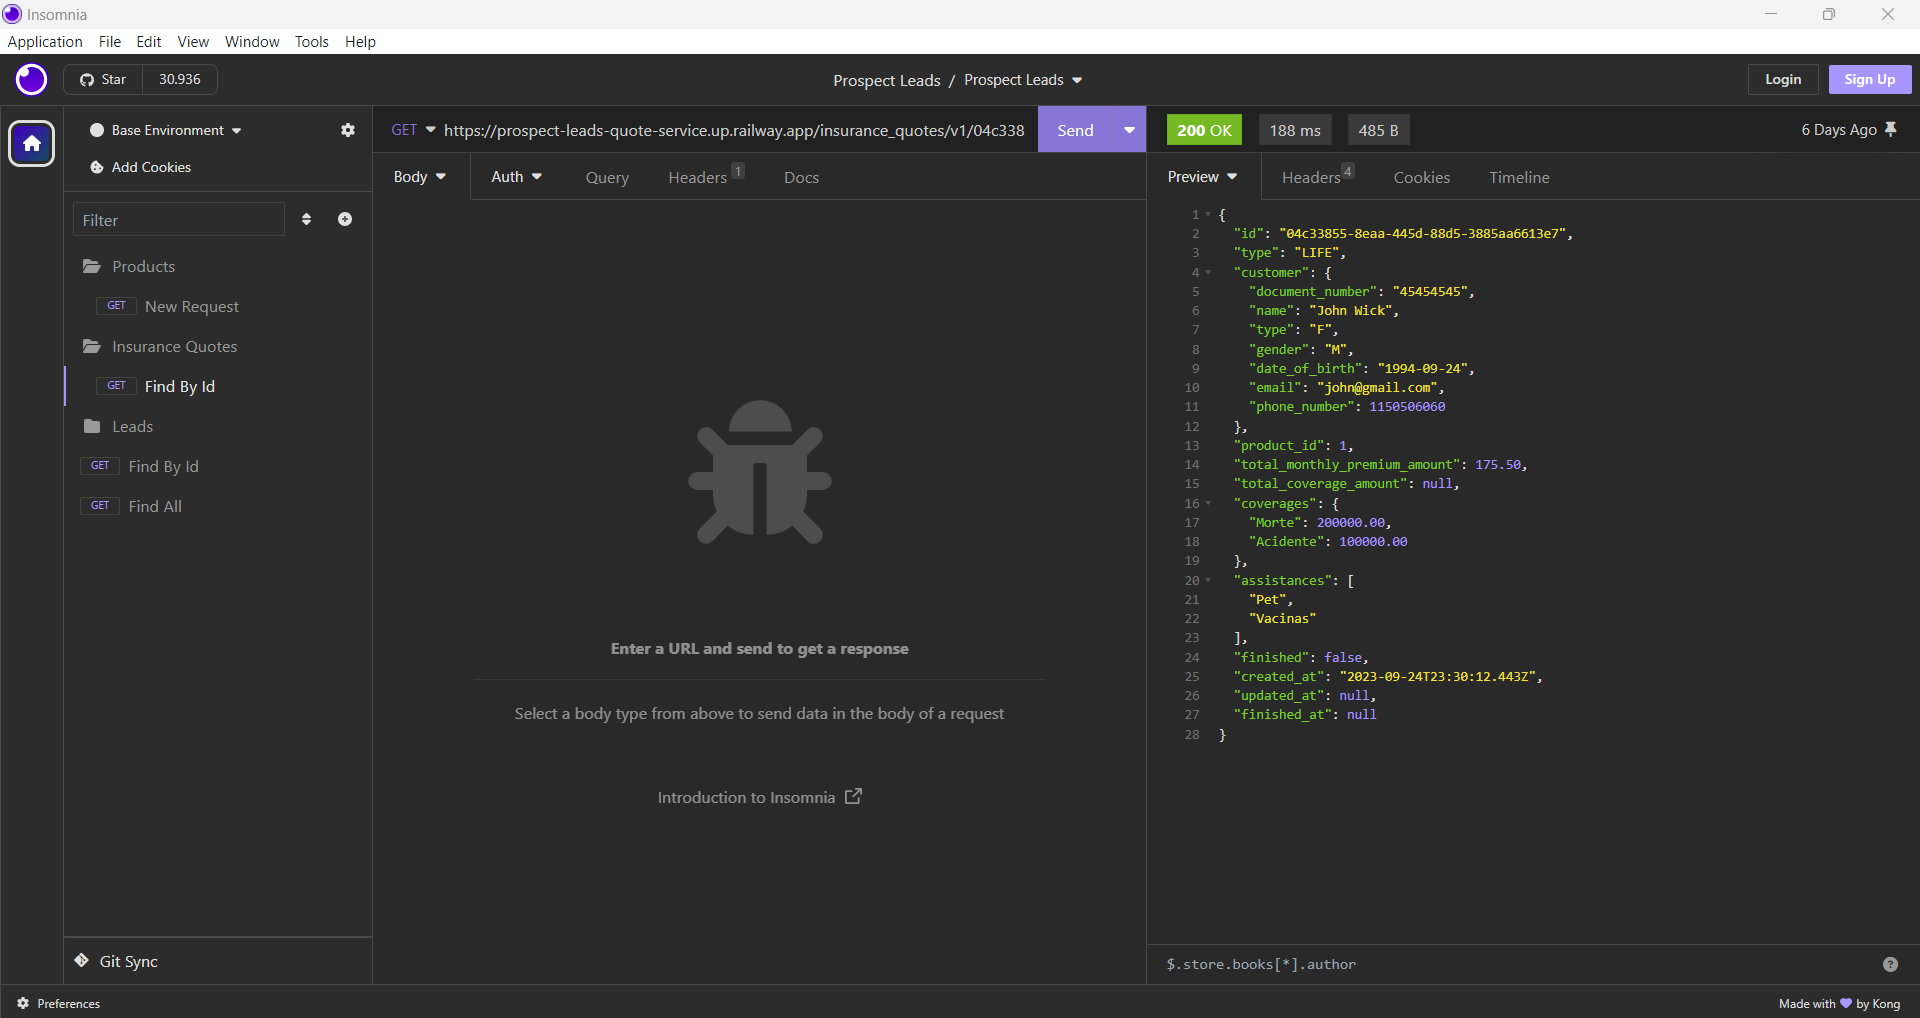 Insomnia
Application File Edit View Window Tools Help
Star 30.936
Prospect Leads / Prospect Leads
Login
Sign Up
Base Environment
Add Cookies
Filter
Products
GET New Request
Insurance Quotes
GET Find By Id
Leads
GET Find By Id
GET Find All
Git Sync
GET https://prospect-leads-quote-service.up.railway.app/insurance_quotes/v1/04c338
Send
Body Auth Query Headers 1 Docs
Enter a URL and send to get a response
Select a body type from above to send data in the body of a request
Introduction to Insomnia
200 OK 188 ms 485 B
6 Days Ago
Preview Headers 4 Cookies Timeline
1 {
2 "id": "04c33855-8eaa-445d-88d5-3885aa6613e7",
3 "type": "LIFE",
4 "customer": {
5 "document_number": "45454545",
6 "name": "John Wick",
7 "type": "F",
8 "gender": "M",
9 "date_of_birth": "1994-09-24",
10 "email": "john@gmail.com",
11 "phone_number": 1150506060
12 },
13 "product_id": 1,
14 "total_monthly_premium_amount": 175.50,
15 "total_coverage_amount": null,
16 "coverages": {
17 "Morte": 200000.00,
18 "Acidente": 100000.00
19 },
20 "assistances": [
21 "Pet",
22 "Vacinas"
23 ],
24 "finished": false,
25 "created_at": "2023-09-24T23:30:12.443Z",
26 "updated_at": null,
27 "finished_at": null
28 }
$.store.books[*].author
?
Preferences
Made with 💜 by Kong